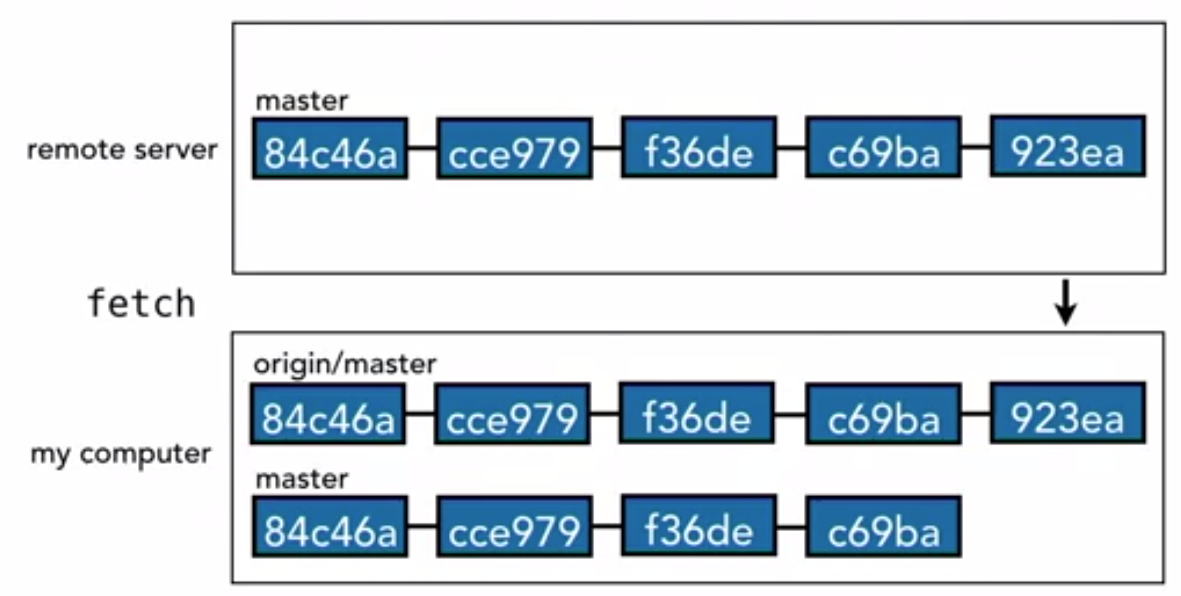 master
remote server
84c46a cce979 f36de c69ba 923ea
fetch
origin/master
84c46a cce979 f36de c69ba 923ea
my computer
master
84c46a cce979 f36de c69ba